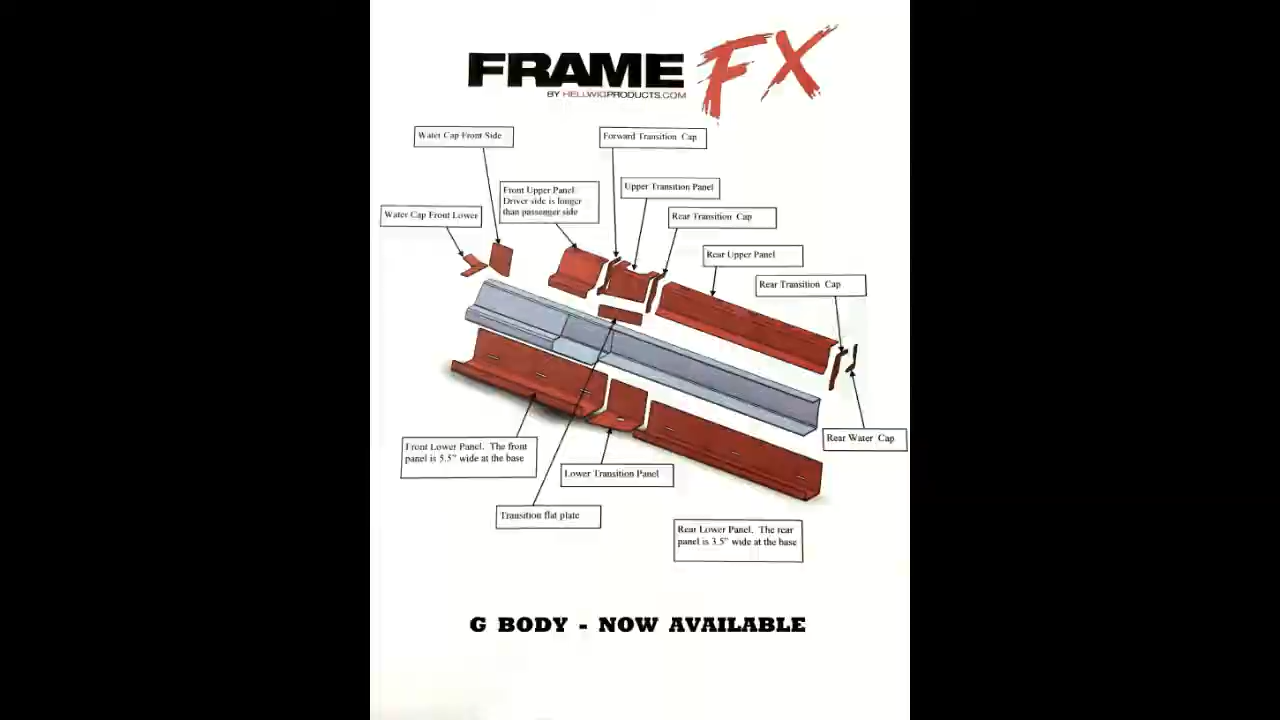 FRAME FX
BY HELLWIGPRODUCTS.COM
Water Cap Front Side
Forward Transition Cap
Front Upper Panel
Driver side is longer
than passenger side
Upper Transition Panel
Water Cap Front Lower
Rear Transition Cap
Rear Upper Panel
Rear Transition Cap
Rear Water Cap
Front Lower Panel. The front
panel is 5.5" wide at the base
Lower Transition Panel
Transition flat plate
Rear Lower Panel. The rear
panel is 3.5" wide at the base
G BODY - NOW AVAILABLE